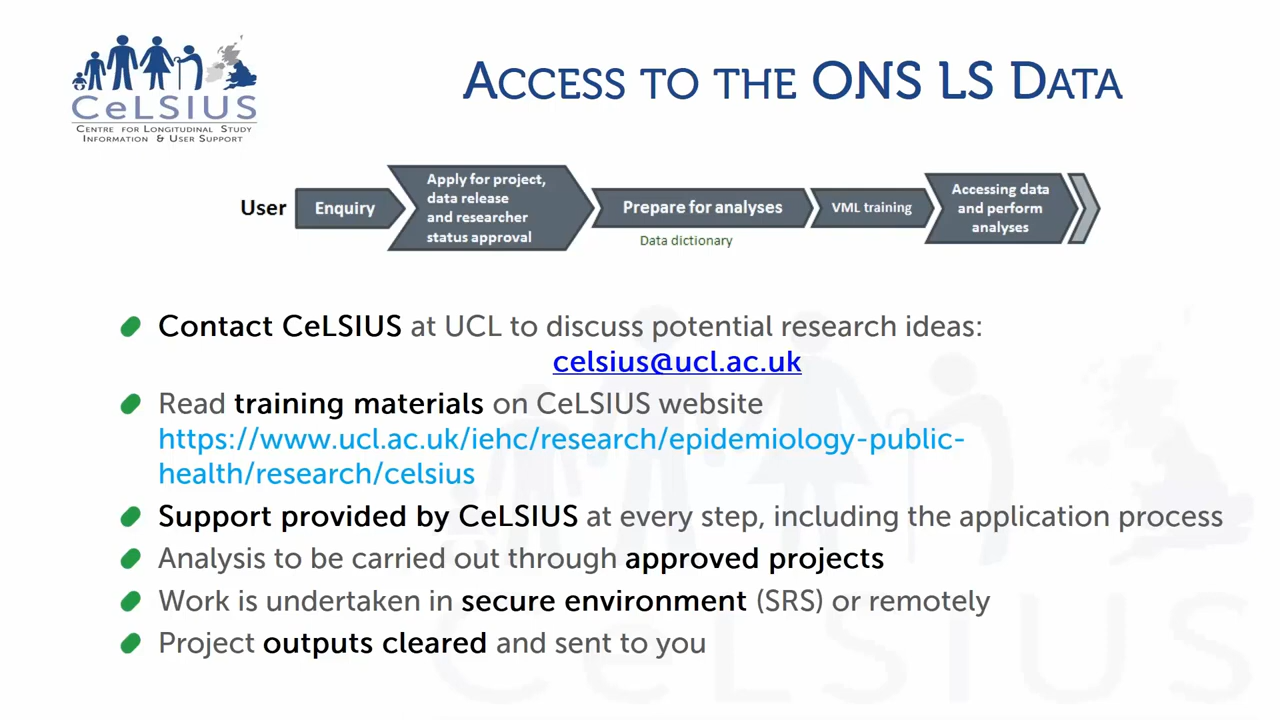 CeLSIUS
Centre for Longitudinal Study
Information & User Support
Access to the ONS LS Data
User
Enquiry
Apply for project,
data release
and researcher
status approval
Prepare for analyses
Data dictionary
VML training
Accessing data
and perform
analyses
Contact CeLSIUS at UCL to discuss potential research ideas:
celsius@ucl.ac.uk
Read training materials on CeLSIUS website
https://www.ucl.ac.uk/iehc/research/epidemiology-public-
health/research/celsius
Support provided by CeLSIUS at every step, including the application process
Analysis to be carried out through approved projects
Work is undertaken in secure environment (SRS) or remotely
Project outputs cleared and sent to you
CeLSIUS